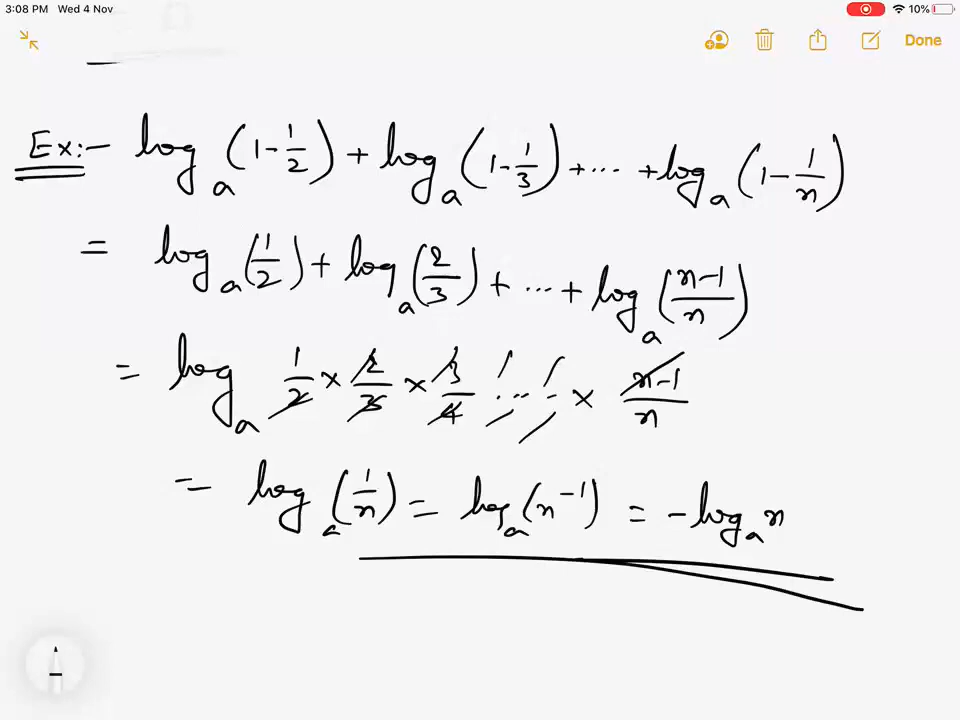 3:08 PM Wed 4 Nov 10%
Done
Ex:- log_a (1 - 1/2) + log_a (1 - 1/3) + ... + log_a (1 - 1/n)
= log_a (1/2) + log_a (2/3) + ... + log_a ((n-1)/n)
= log_a 1/2 × 2/3 × 3/4 ... × (n-1)/n
= log_a (1/n) = log_a (n^-1) = -log_a n